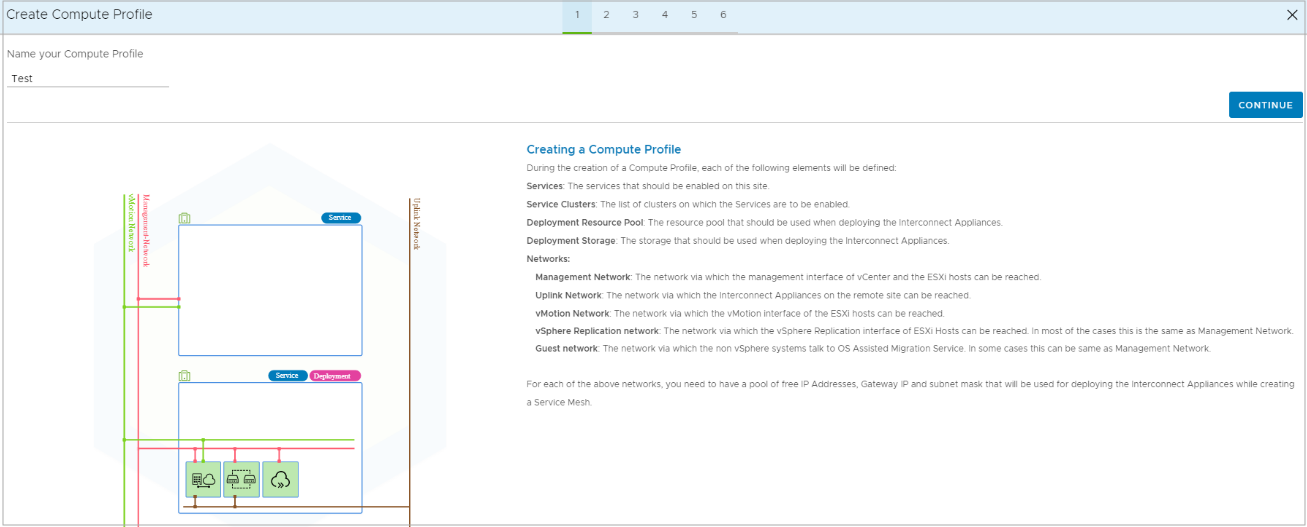 Create Compute Profile
1 2 3 4 5 6
Name your Compute Profile
Test
CONTINUE
vMotion Network
Management-Network
Service
Uplink Network
Service Deployment
Creating a Compute Profile
During the creation of a Compute Profile, each of the following elements will be defined:
Services: The services that should be enabled on this site.
Service Clusters: The list of clusters on which the Services are to be enabled.
Deployment Resource Pool: The resource pool that should be used when deploying the Interconnect Appliances.
Deployment Storage: The storage that should be used when deploying the Interconnect Appliances.
Networks:
Management Network: The network via which the management interface of vCenter and the ESXi hosts can be reached.
Uplink Network: The network via which the Interconnect Appliances on the remote site can be reached.
vMotion Network: The network via which the vMotion interface of the ESXi hosts can be reached.
vSphere Replication network: The network via which the vSphere Replication interface of ESXi Hosts can be reached. In most of the cases this is the same as Management Network.
Guest network: The network via which the non vSphere systems talk to OS Assisted Migration Service. In some cases this can be same as Management Network.
For each of the above networks, you need to have a pool of free IP Addresses, Gateway IP and subnet mask that will be used for deploying the Interconnect Appliances while creating
a Service Mesh.